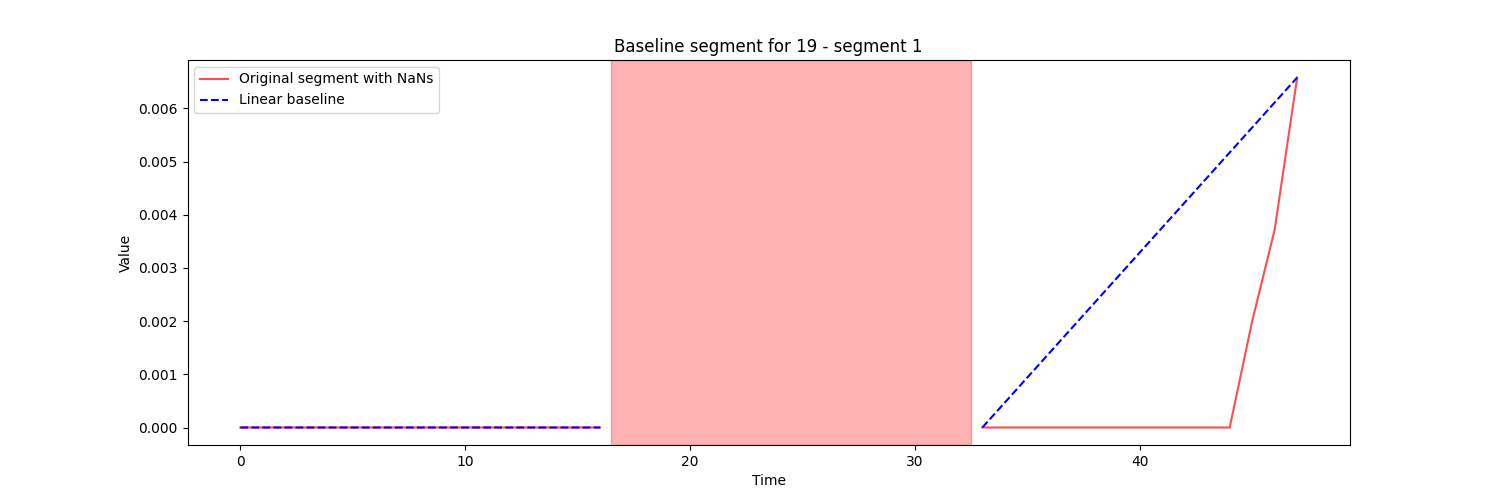 Baseline segment for 19 - segment 1
Original segment with NaNs
Linear baseline
Value
0.006
0.005
0.004
0.003
0.002
0.001
0.000
0 10 20 30 40
Time